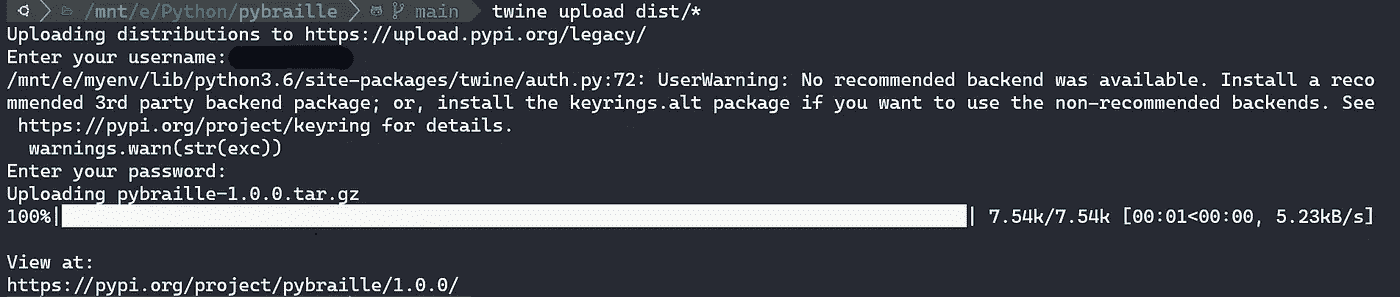 /mnt/e/Python/pybraille main twine upload dist/*
Uploading distributions to https://upload.pypi.org/legacy/
Enter your username:
/mnt/e/myenv/lib/python3.6/site-packages/twine/auth.py:72: UserWarning: No recommended backend was available. Install a reco
mmended 3rd party backend package; or, install the keyrings.alt package if you want to use the non-recommended backends. See
https://pypi.org/project/keyring for details.
warnings.warn(str(exc))
Enter your password:
Uploading pybraille-1.0.0.tar.gz
100%| | 7.54k/7.54k [00:01<00:00, 5.23kB/s]
View at:
https://pypi.org/project/pybraille/1.0.0/